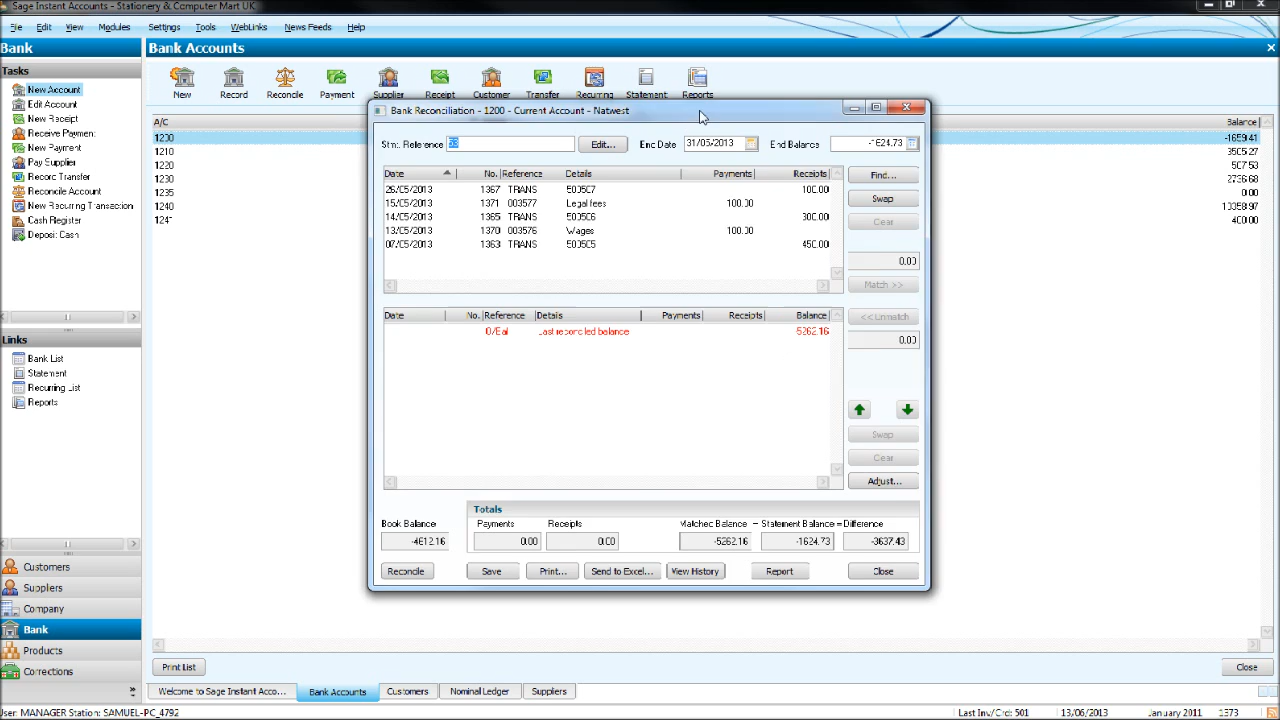 Sage Instent Accounts - Stationery & Computer Mart UK
File Edit View Modules Settings Tools WebLinks News Feeds Help
Bank
Bank Accounts
Tasks
New Account
Edit Account
New Receipt
Receive Payment
New Payment
Pay Supplier
Record Transfer
Reconcile Account
New Recurring Transaction
Cash Register
Deposit Cash
Links
Bank List
Statement
Recurring List
Reports
Customers
Suppliers
Company
Bank
Products
Corrections
New Record Reconcile Payment Supplier Receipt Customer Transfer Recurring Statement Reports
A/C Balance
1200 -1659.41
1210 3505.27
1220 507.53
1230 2736.68
1235 0.00
1240 10358.97
124 400.00
Bank Reconciliation - 1200 - Current Account - Natwest
Stmt. Reference Edit... End Date 31/05/2013 End Balance -1624.73
Date No. Reference Details Payments Receipts
26/05/2013 1367 TRANS 500507 100.00
15/05/2013 1371 003577 Legal fees 100.00
14/05/2013 1365 TRANS 500506 300.00
13/05/2013 1370 003576 Wages 100.00
07/05/2013 1363 TRANS 500505 450.00
Find...
Swap
Clear
0.00
Match >>
Date No. Reference Details Payments Receipts Balance
O/Bal Last reconciled balance -5262.16
<< Unmatch
0.00
Swap
Clear
Adjust...
Totals
Book Balance Payments Receipts Matched Balance - Statement Balance = Difference
-4612.16 0.00 0.00 -5262.16 -1624.73 -3637.43
Reconcile Save Print... Send to Excel... View History Report Close
Print List Close
Welcome to Sage Instant Acco... Bank Accounts Customers Nominal Ledger Suppliers
User: MANAGER Station: SAMUEL-PC_4792 Last Inv/Crd: 501 13/06/2013 January 2011 1373